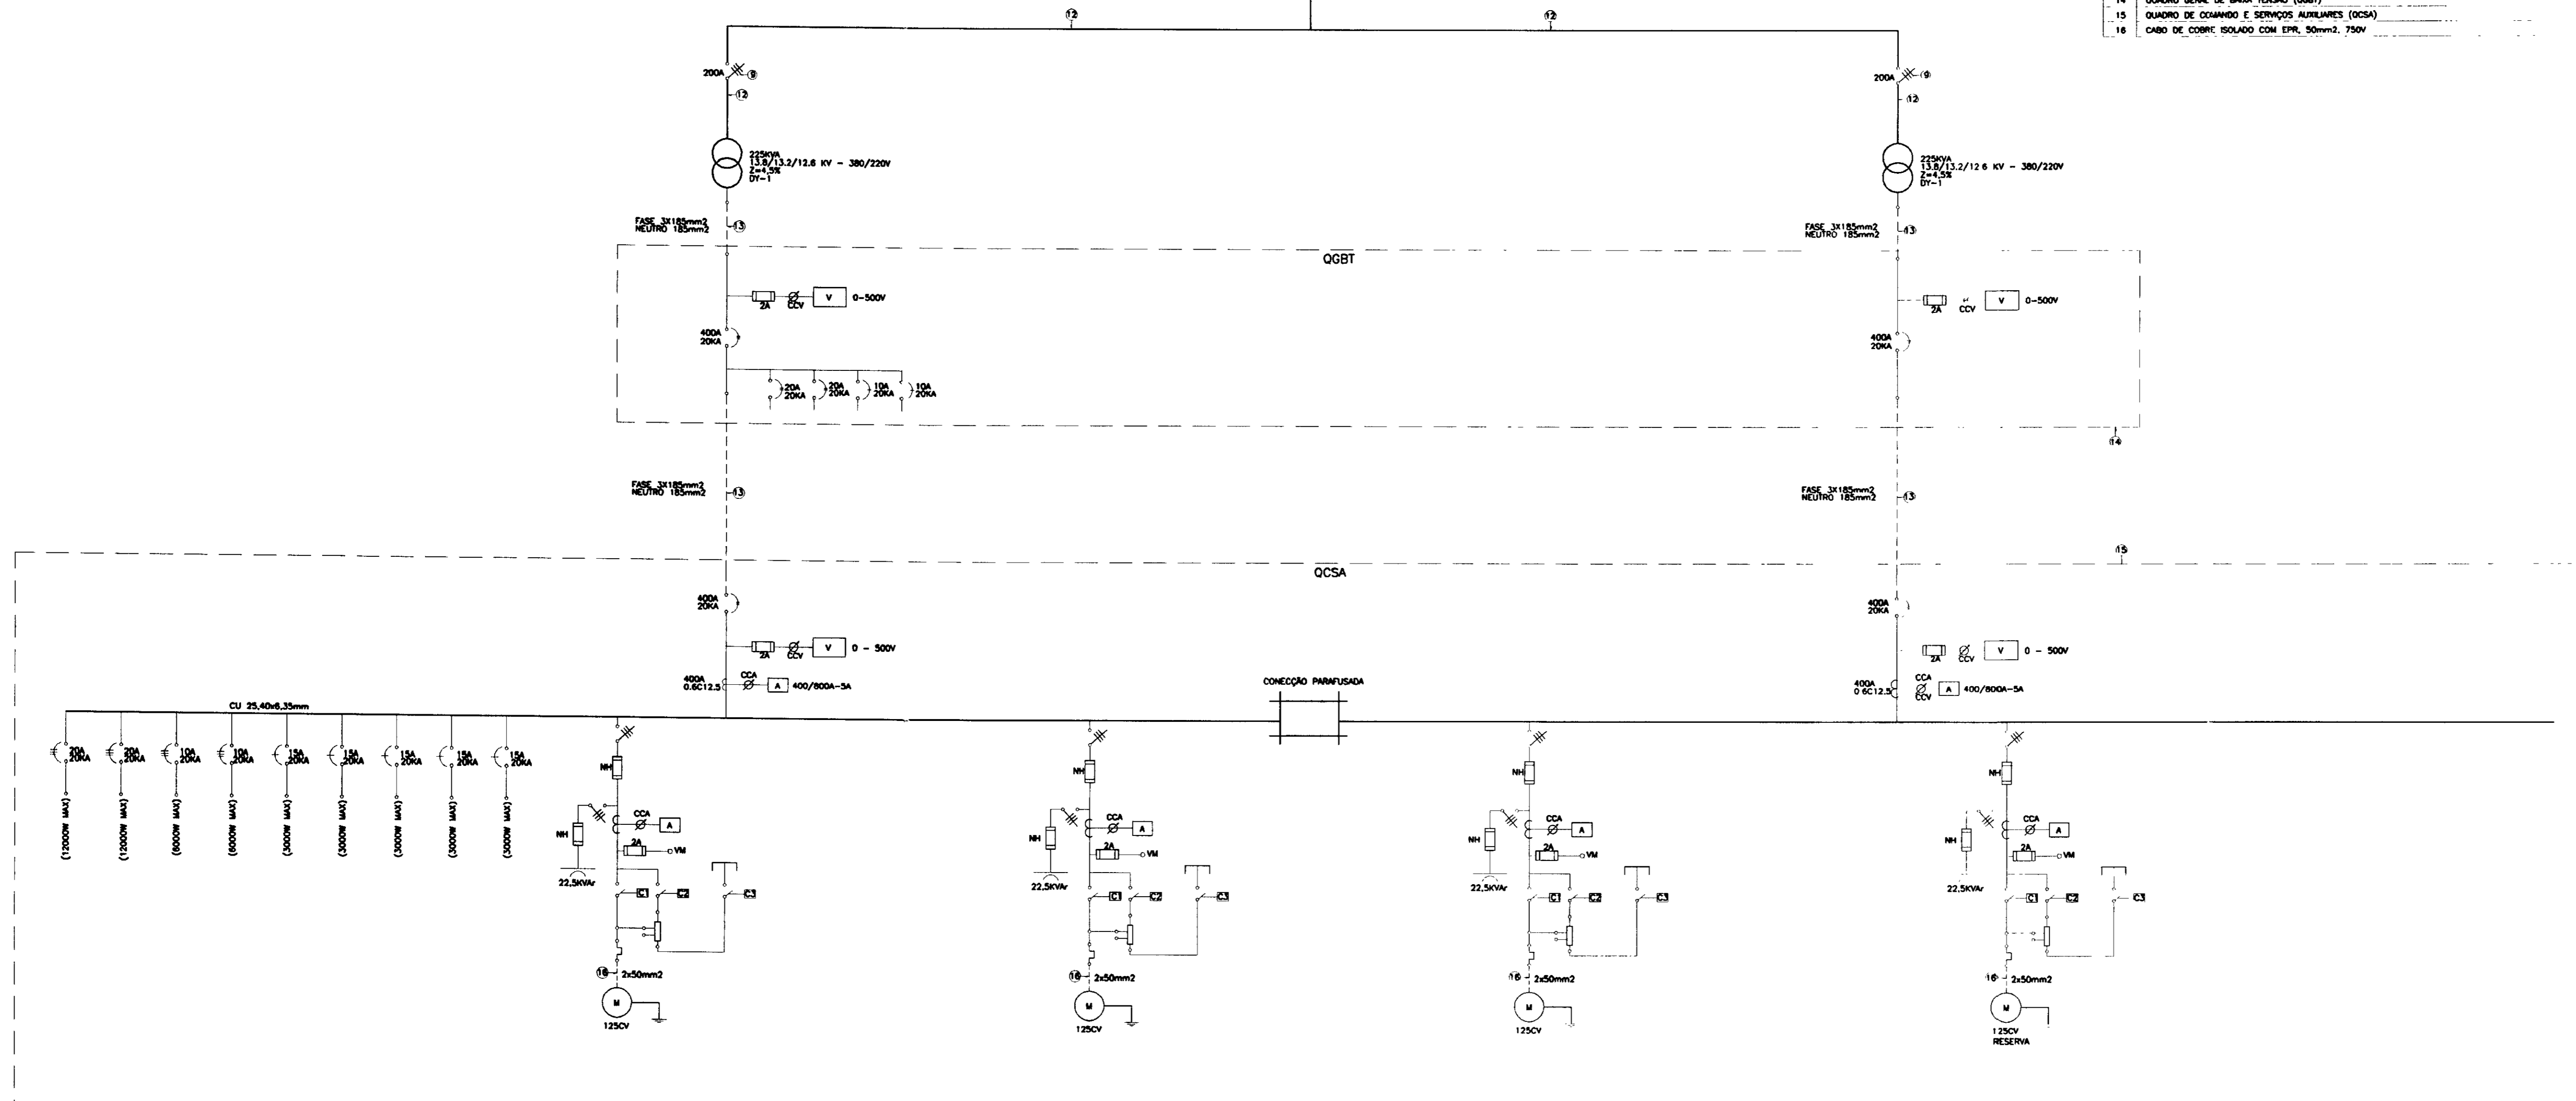 12
12
14 QUADRO GERAL DE BAIXA TENSÃO (QGBT)
15 QUADRO DE COMANDO E SERVIÇOS AUXILIARES (QCSA)
16 CABO DE COBRE ISOLADO COM EPR, 50mm2, 750V
200A 9
12
200A 9
12
225KVA
13.8/13.2/12.6 KV - 380/220V
Z=4,5%
DY-1
225KVA
13.8/13.2/12 6 KV - 380/220V
Z=4,5%
DY-1
FASE 3X185mm2
NEUTRO 185mm2
13
FASE 3X185mm2
NEUTRO 185mm2
13
QGBT
2A CCV V 0-500V
2A CCV V 0-500V
400A
20KA
400A
20KA
20A
20KA
20A
20KA
10A
20KA
10A
20KA
14
FASE 3X185mm2
NEUTRO 185mm2
13
FASE 3X185mm2
NEUTRO 185mm2
13
15
QCSA
400A
20KA
400A
20KA
2A CCV V 0 - 500V
2A CCV V 0 - 500V
400A
0.6C12.5
CCA
A 400/800A-5A
400A
0 6C12.5
CCA
CCV
A 400/800A-5A
CONECÇÃO PARAFUSADA
CU 25,40x6,35mm
20A
20KA
20A
20KA
10A
20KA
10A
20KA
15A
20KA
15A
20KA
15A
20KA
15A
20KA
15A
20KA
(12000W MAX)
(12000W MAX)
(6000W MAX)
(6000W MAX)
(3000W MAX)
(3000W MAX)
(3000W MAX)
(3000W MAX)
(3000W MAX)
NH
CCA
A
NH
2A
VM
22,5KVAr
C1
C2
C3
16 2x50mm2
M
125CV
NH
CCA
A
NH
2A
VM
22,5KVAr
C1
C2
C3
16 2x50mm2
M
125CV
NH
CCA
A
NH
2A
VM
22,5KVAr
C1
C2
C3
16 2x50mm2
M
125CV
NH
CCA
A
NH
2A
VM
22,5KVAr
C1
C2
C3
16 2x50mm2
M
125CV
RESERVA